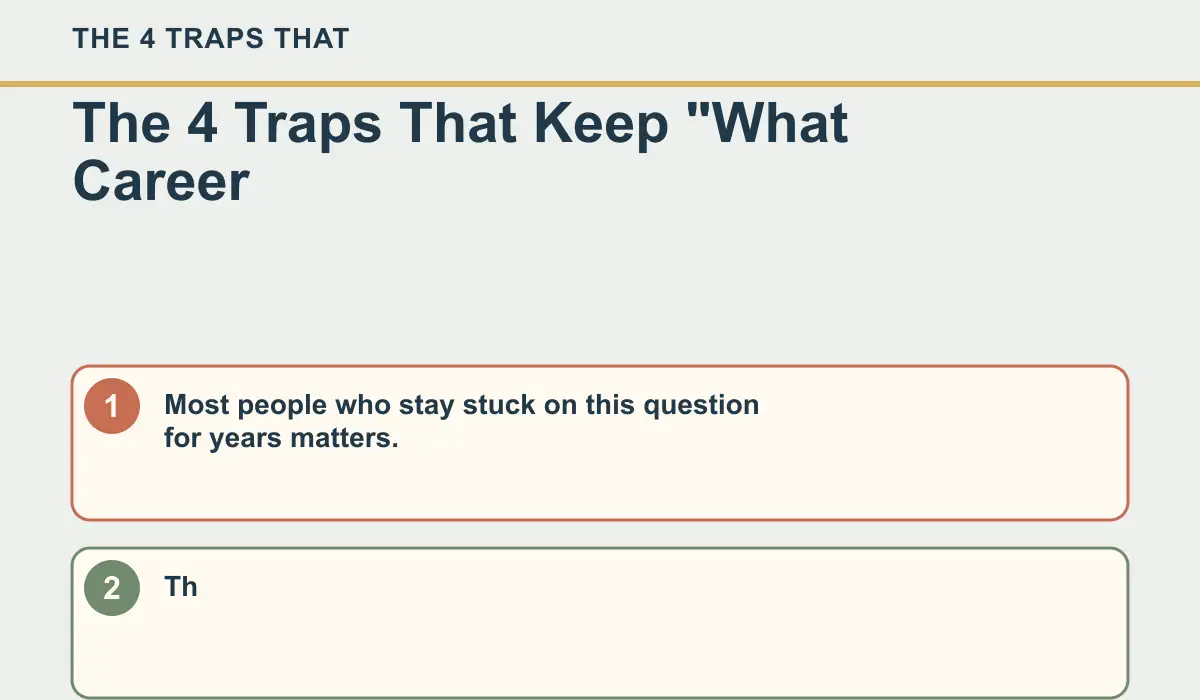 THE 4 TRAPS THAT
The 4 Traps That Keep "What
Career
1
Most people who stay stuck on this question
for years matters.
2
Th